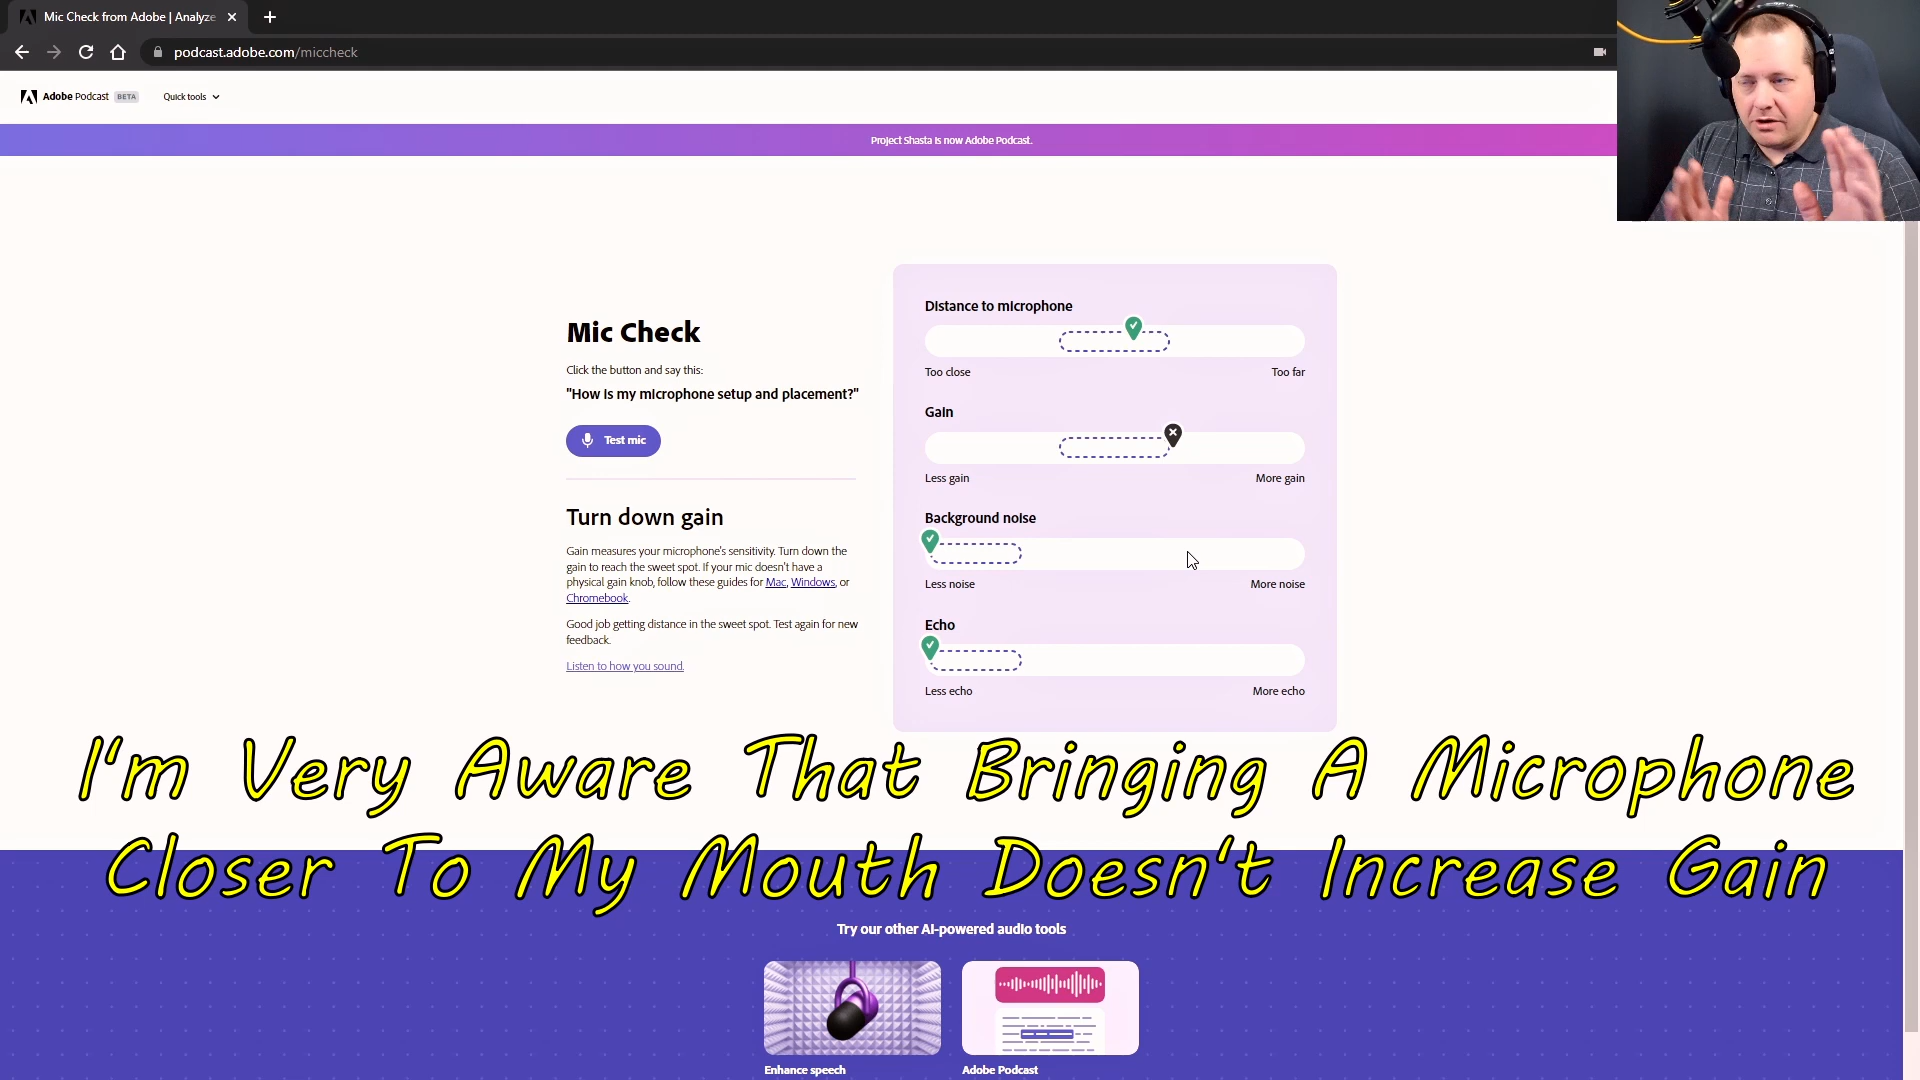 Mic Check from Adobe | Analyze
podcast.adobe.com/miccheck
Adobe Podcast BETA Quick tools
Project Shasta is now Adobe Podcast.
Mic Check
Click the button and say this:
"How is my microphone setup and placement?"
Test mic
Turn down gain
Gain measures your microphone's sensitivity. Turn down the
gain to reach the sweet spot. If your mic doesn't have a
physical gain knob, follow these guides for Mac, Windows, or
Chromebook.
Good job getting distance in the sweet spot. Test again for new
feedback.
Listen to how you sound.
Distance to microphone
Too close Too far
Gain
Less gain More gain
Background noise
Less noise More noise
Echo
Less echo More echo
I'm Very Aware That Bringing A Microphone
Closer To My Mouth Doesn't Increase Gain
Try our other AI-powered audio tools
Enhance speech
Adobe Podcast